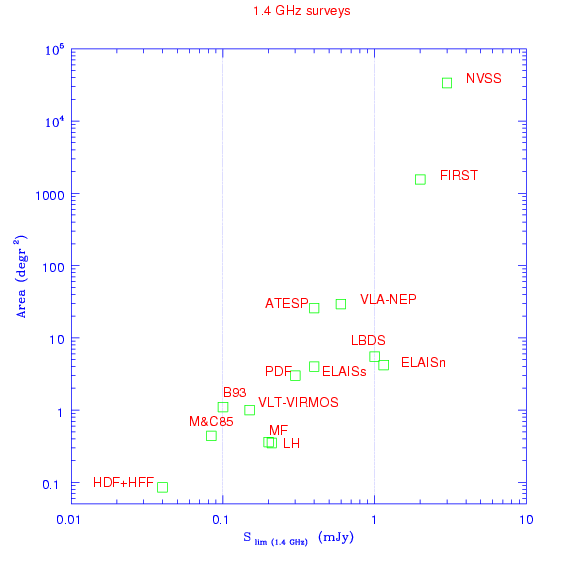 1.4 GHz surveys
10^6
NVSS
10^4
FIRST
1000
Area (degr^2)
100
ATESP
VLA-NEP
10
LBDS
PDF
ELAISs
ELAISn
B93
VLT-VIRMOS
1
M&C85
MF
LH
0.1
HDF+HFF
0.01
0.1
1
10
S lim (1.4 GHz) (mJy)